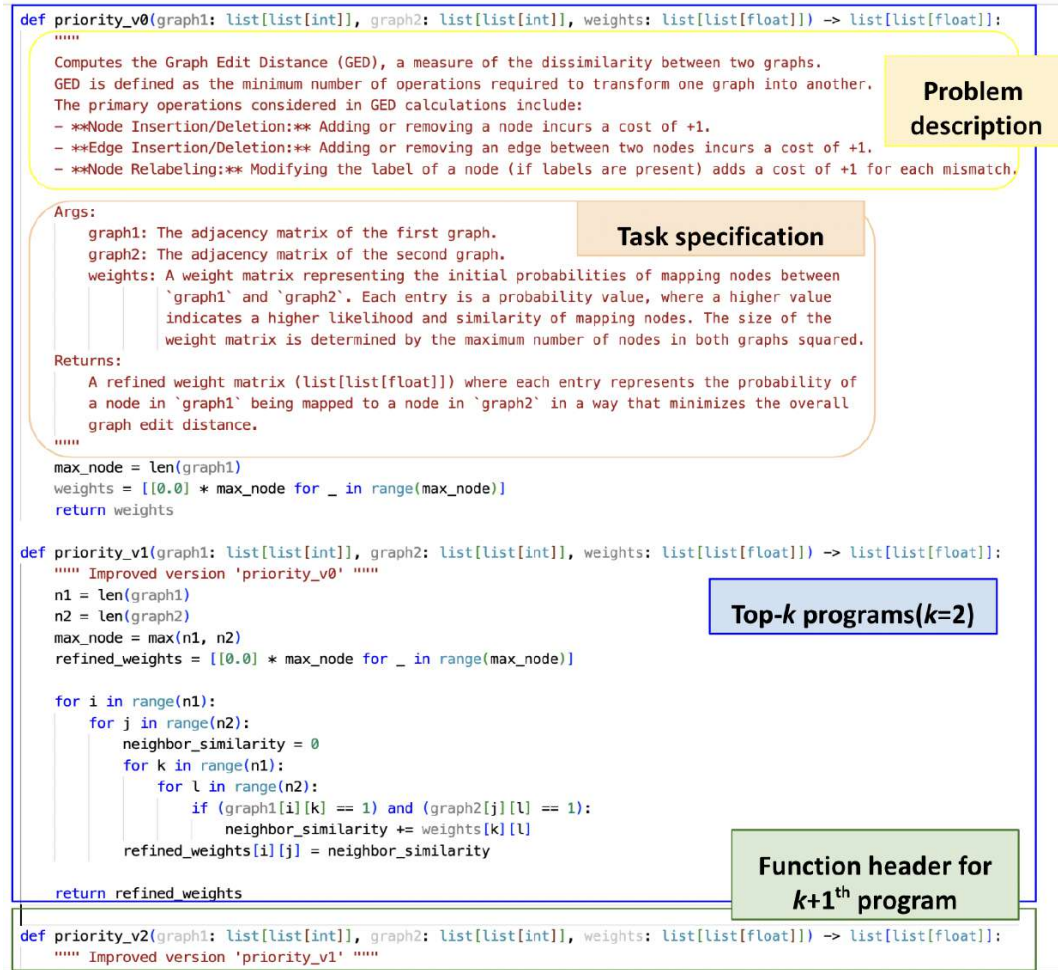 def priority_v0(graph1: list[list[int]], graph2: list[list[int]], weights: list[list[float]]) -> list[list[float]]:
"""
Computes the Graph Edit Distance (GED), a measure of the dissimilarity between two graphs.
GED is defined as the minimum number of operations required to transform one graph into another.
The primary operations considered in GED calculations include:
- **Node Insertion/Deletion:** Adding or removing a node incurs a cost of +1.
- **Edge Insertion/Deletion:** Adding or removing an edge between two nodes incurs a cost of +1.
- **Node Relabeling:** Modifying the label of a node (if labels are present) adds a cost of +1 for each mismatch.
Problem
description
Args:
graph1: The adjacency matrix of the first graph.
graph2: The adjacency matrix of the second graph.
weights: A weight matrix representing the initial probabilities of mapping nodes between
`graph1` and `graph2`. Each entry is a probability value, where a higher value
indicates a higher likelihood and similarity of mapping nodes. The size of the
weight matrix is determined by the maximum number of nodes in both graphs squared.
Task specification
Returns:
A refined weight matrix (list[list[float]]) where each entry represents the probability of
a node in `graph1` being mapped to a node in `graph2` in a way that minimizes the overall
graph edit distance.
"""
max_node = len(graph1)
weights = [[0.0] * max_node for _ in range(max_node)]
return weights
def priority_v1(graph1: list[list[int]], graph2: list[list[int]], weights: list[list[float]]) -> list[list[float]]:
""" Improved version 'priority_v0' """
n1 = len(graph1)
n2 = len(graph2)
max_node = max(n1, n2)
refined_weights = [[0.0] * max_node for _ in range(max_node)]
Top-k programs(k=2)
for i in range(n1):
for j in range(n2):
neighbor_similarity = 0
for k in range(n1):
for l in range(n2):
if (graph1[i][k] == 1) and (graph2[j][l] == 1):
neighbor_similarity += weights[k][l]
refined_weights[i][j] = neighbor_similarity
return refined_weights
Function header for
k+1th program
def priority_v2(graph1: list[list[int]], graph2: list[list[int]], weights: list[list[float]]) -> list[list[float]]:
""" Improved version 'priority_v1' """